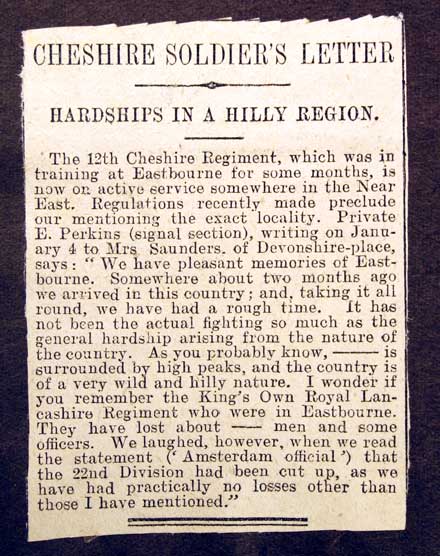 CHESHIRE SOLDIER'S LETTER
HARDSHIPS IN A HILLY REGION.
The 12th Cheshire Regiment, which was in
training at Eastbourne for some months, is
now on active service somewhere in the Near
East. Regulations recently made preclude
our mentioning the exact locality. Private
E. Perkins (signal section), writing on Janu-
ary 4 to Mrs Saunders. of Devonshire-place,
says: " We have pleasant memories of East-
bourne. Somewhere about two months ago
we arrived in this country; and, taking it all
round, we have had a rough time. It has
not been the actual fighting so much as the
general hardship arising from the nature of
the country. As you probably know, —— is
surrounded by high peaks, and the country is
of a very wild and hilly nature. I wonder if
you remember the King's Own Royal Lan-
cashire Regiment who were in Eastbourne.
They have lost about — men and some
officers. We laughed, however, when we read
the statement (' Amsterdam official ') that
the 22nd Division had been cut up, as we
have had practically no losses other than
those I have mentioned."